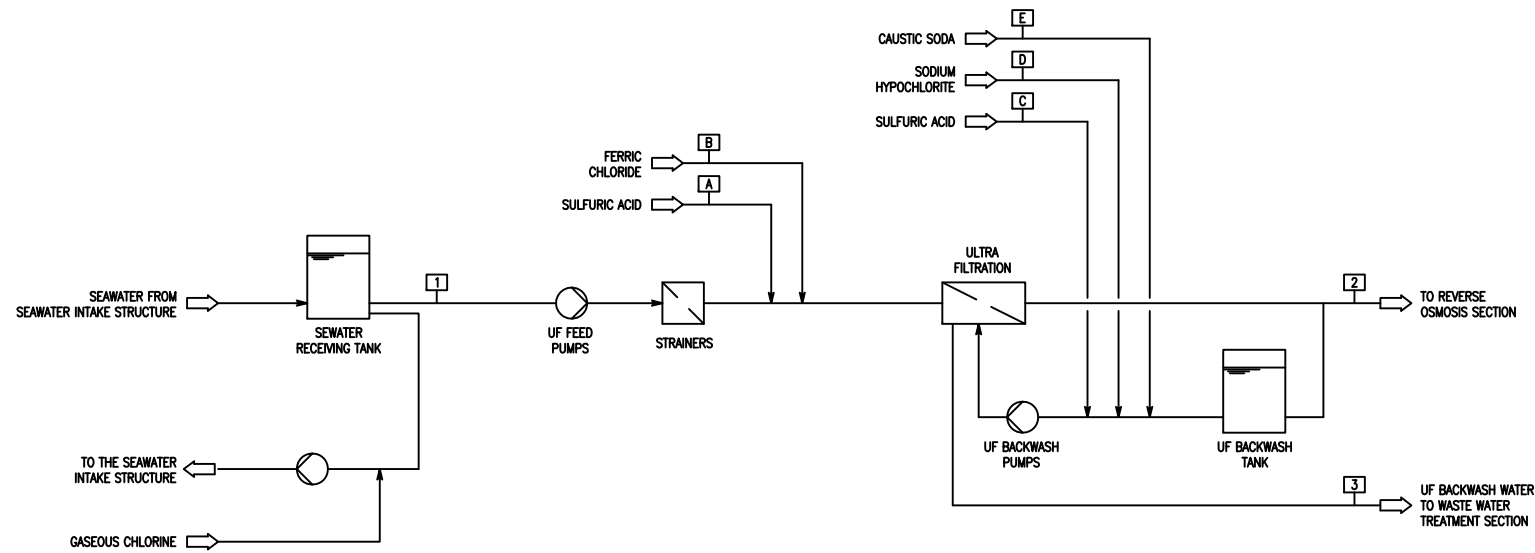 E
CAUSTIC SODA
D
SODIUM
HYPOCHLORITE
C
SULFURIC ACID
B
FERRIC
CHLORIDE
A
SULFURIC ACID
ULTRA
FILTRATION
1
2
SEAWATER FROM
SEAWATER INTAKE STRUCTURE
TO REVERSE
OSMOSIS SECTION
SEWATER
RECEIVING TANK
UF FEED
PUMPS
STRAINERS
UF BACKWASH
PUMPS
UF BACKWASH
TANK
TO THE SEAWATER
INTAKE STRUCTURE
3
UF BACKWASH WATER
TO WASTE WATER
TREATMENT SECTION
GASEOUS CHLORINE